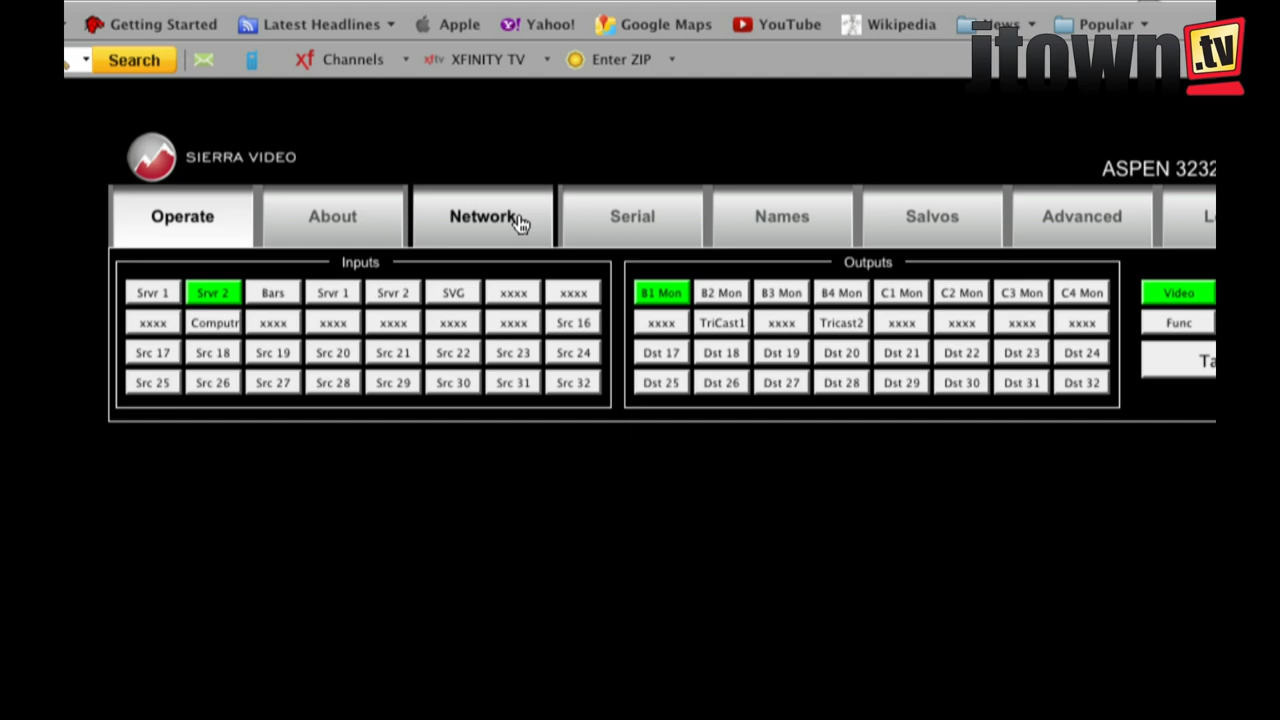 Getting Started Latest Headlines Apple Yahoo! Google Maps YouTube Wikipedia News Popular
jtown.tv
Search Channels xftv XFINITY TV Enter ZIP
SIERRA VIDEO
ASPEN 3232
Operate About Network Serial Names Salvos Advanced L
Inputs Outputs
Srvr 1 Srvr 2 Bars Srvr 1 Srvr 2 SVG xxxx xxxx B1 Mon B2 Mon B3 Mon B4 Mon C1 Mon C2 Mon C3 Mon C4 Mon Video
xxxx Computr xxxx xxxx xxxx xxxx xxxx Src 16 xxxx TriCast1 xxxx Tricast2 xxxx xxxx xxxx xxxx Func
Src 17 Src 18 Src 19 Src 20 Src 21 Src 22 Src 23 Src 24 Dst 17 Dst 18 Dst 19 Dst 20 Dst 21 Dst 22 Dst 23 Dst 24 Ta
Src 25 Src 26 Src 27 Src 28 Src 29 Src 30 Src 31 Src 32 Dst 25 Dst 26 Dst 27 Dst 28 Dst 29 Dst 30 Dst 31 Dst 32